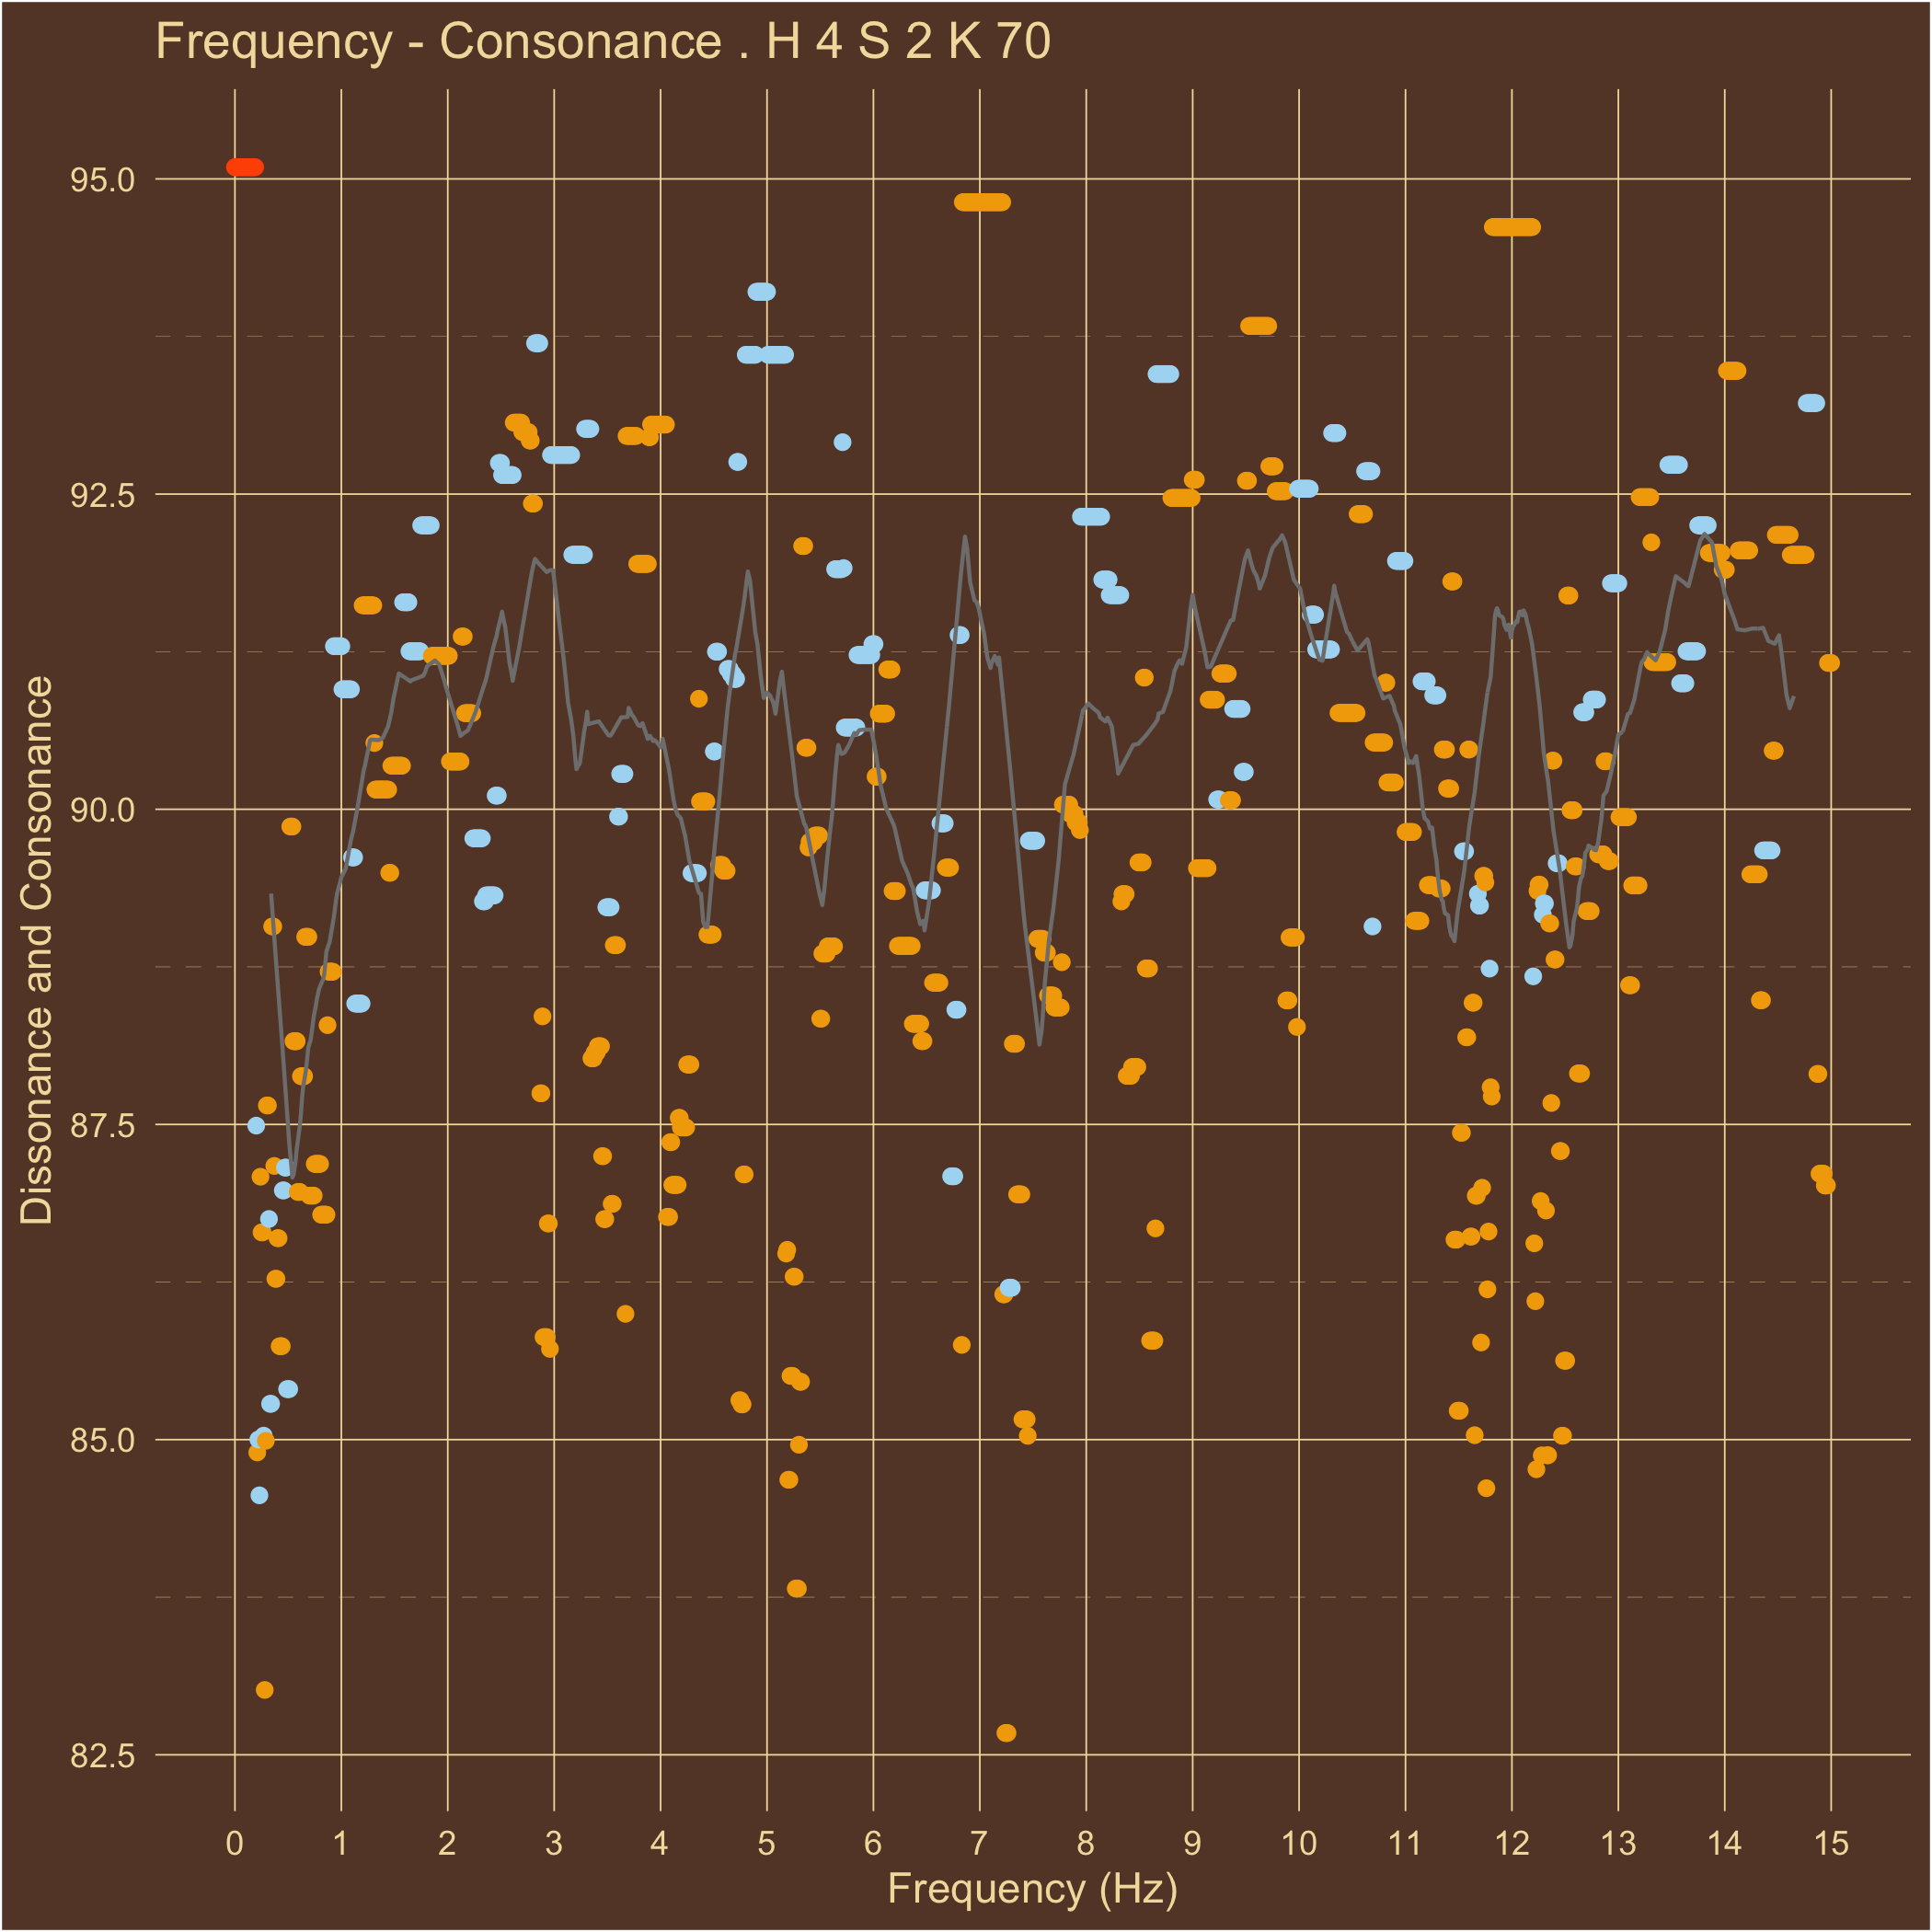 Frequency - Consonance . H 4 S 2 K 70
Dissonance and Consonance
95.0
92.5
90.0
87.5
85.0
82.5
0 1 2 3 4 5 6 7 8 9 10 11 12 13 14 15
Frequency (Hz)